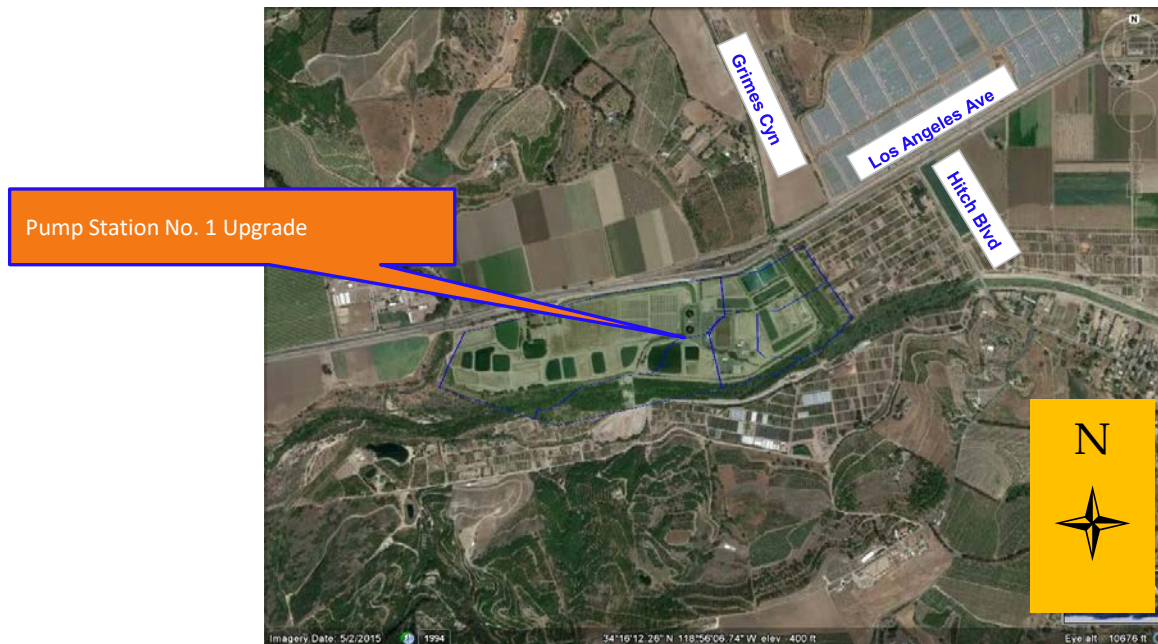 N
Grimes Cyn
Los Angeles Ave
Hitch Blvd
Pump Station No. 1 Upgrade
N
Imagery Date: 5/2/2015
1994
34°16'12.26" N 118°56'06.74" W elev ~400 ft
Eye alt 10676 ft